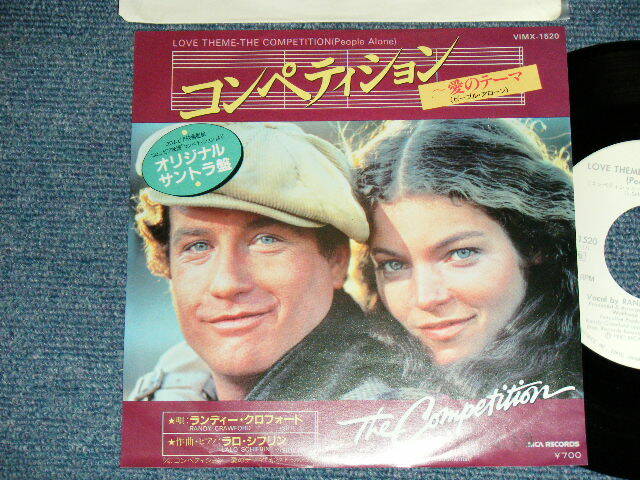 VIMX-1520
LOVE THEME-THE COMPETITION(People Alone)
コンペティション
～愛のテーマ
(ピープル・アローン)
オリジナル
サントラ盤
The Competition
★唄:ランディー・クロフォード
RANDY CRAWFORD
★作曲・ピアノ:ラロ・シフリン
LALO SCHIFRIN
MCA RECORDS
¥700
LOVE THEME
1520
RPM
Vocal by RAN